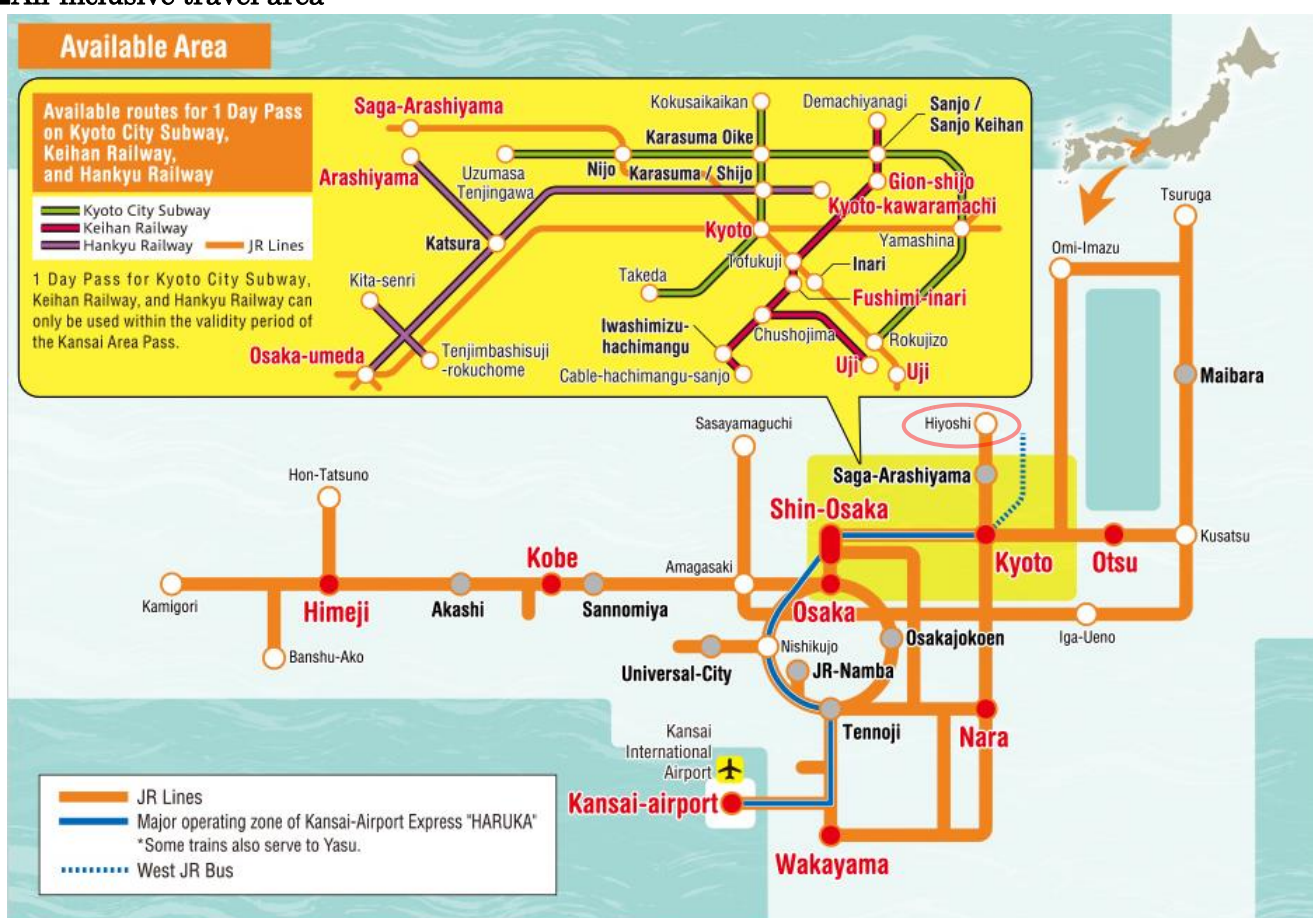 ■All-inclusive travel area
Available Area
Available routes for 1 Day Pass
on Kyoto City Subway,
Keihan Railway,
and Hankyu Railway
Kyoto City Subway
Keihan Railway
Hankyu Railway
JR Lines
1 Day Pass for Kyoto City Subway,
Keihan Railway, and Hankyu Railway can
only be used within the validity period of
the Kansai Area Pass.
Saga-Arashiyama
Kokusaikaikan
Demachiyanagi
Sanjo /
Sanjo Keihan
Karasuma Oike
Arashiyama
Uzumasa
Tenjingawa
Nijo
Karasuma / Shijo
Gion-shijo
Kyoto-kawaramachi
Katsura
Kyoto
Yamashina
Kita-senri
Takeda
Tofukuji
Inari
Fushimi-inari
Iwashimizu-
hachimangu
Chushojima
Rokujizo
Osaka-umeda
Tenjimbashisuji
-rokuchome
Cable-hachimangu-sanjo
Uji
Uji
Tsuruga
Omi-Imazu
Maibara
Sasayamaguchi
Hiyoshi
Hon-Tatsuno
Saga-Arashiyama
Shin-Osaka
Kyoto
Otsu
Kusatsu
Kobe
Amagasaki
Kamigori
Himeji
Akashi
Sannomiya
Osaka
Iga-Ueno
Banshu-Ako
Nishikujo
Osakajokoen
Universal-City
JR-Namba
Tennoji
Nara
Kansai
International
Airport
Kansai-airport
Wakayama
JR Lines
Major operating zone of Kansai-Airport Express "HARUKA"
*Some trains also serve to Yasu.
West JR Bus